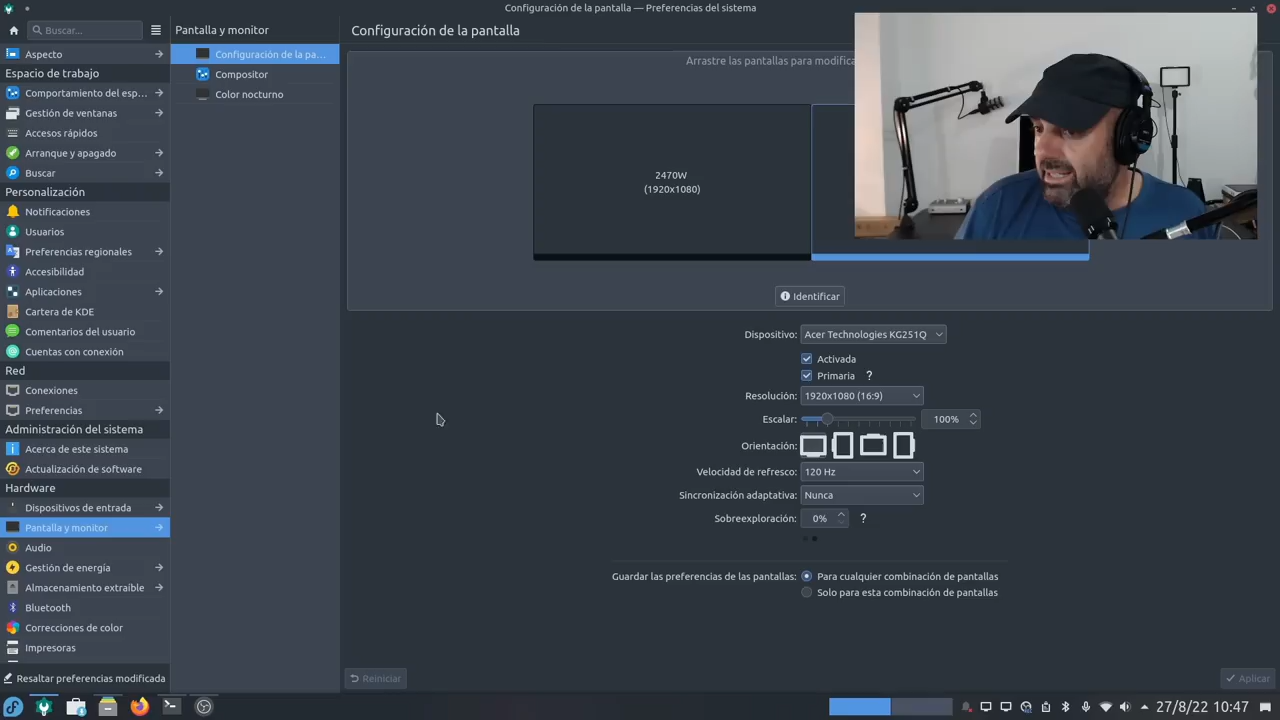 Configuración de la pantalla — Preferencias del sistema
Buscar...
Pantalla y monitor
Configuración de la pantalla
Aspecto
Espacio de trabajo
Comportamiento del esp...
Gestión de ventanas
Accesos rápidos
Arranque y apagado
Buscar
Personalización
Notificaciones
Usuarios
Preferencias regionales
Accesibilidad
Aplicaciones
Cartera de KDE
Comentarios del usuario
Cuentas con conexión
Red
Conexiones
Preferencias
Administración del sistema
Acerca de este sistema
Actualización de software
Hardware
Dispositivos de entrada
Pantalla y monitor
Audio
Gestión de energía
Almacenamiento extraíble
Bluetooth
Correcciones de color
Impresoras
Resaltar preferencias modificada
Configuración de la pa...
Compositor
Color nocturno
Arrastre las pantallas para modifica
2470W
(1920x1080)
Identificar
Dispositivo: Acer Technologies KG251Q
Activada
Primaria ?
Resolución: 1920x1080 (16:9)
Escalar: 100%
Orientación:
Velocidad de refresco: 120 Hz
Sincronización adaptativa: Nunca
Sobreexploración: 0% ?
Guardar las preferencias de las pantallas: Para cualquier combinación de pantallas
Solo para esta combinación de pantallas
Reiniciar
Aplicar
27/8/22 10:47